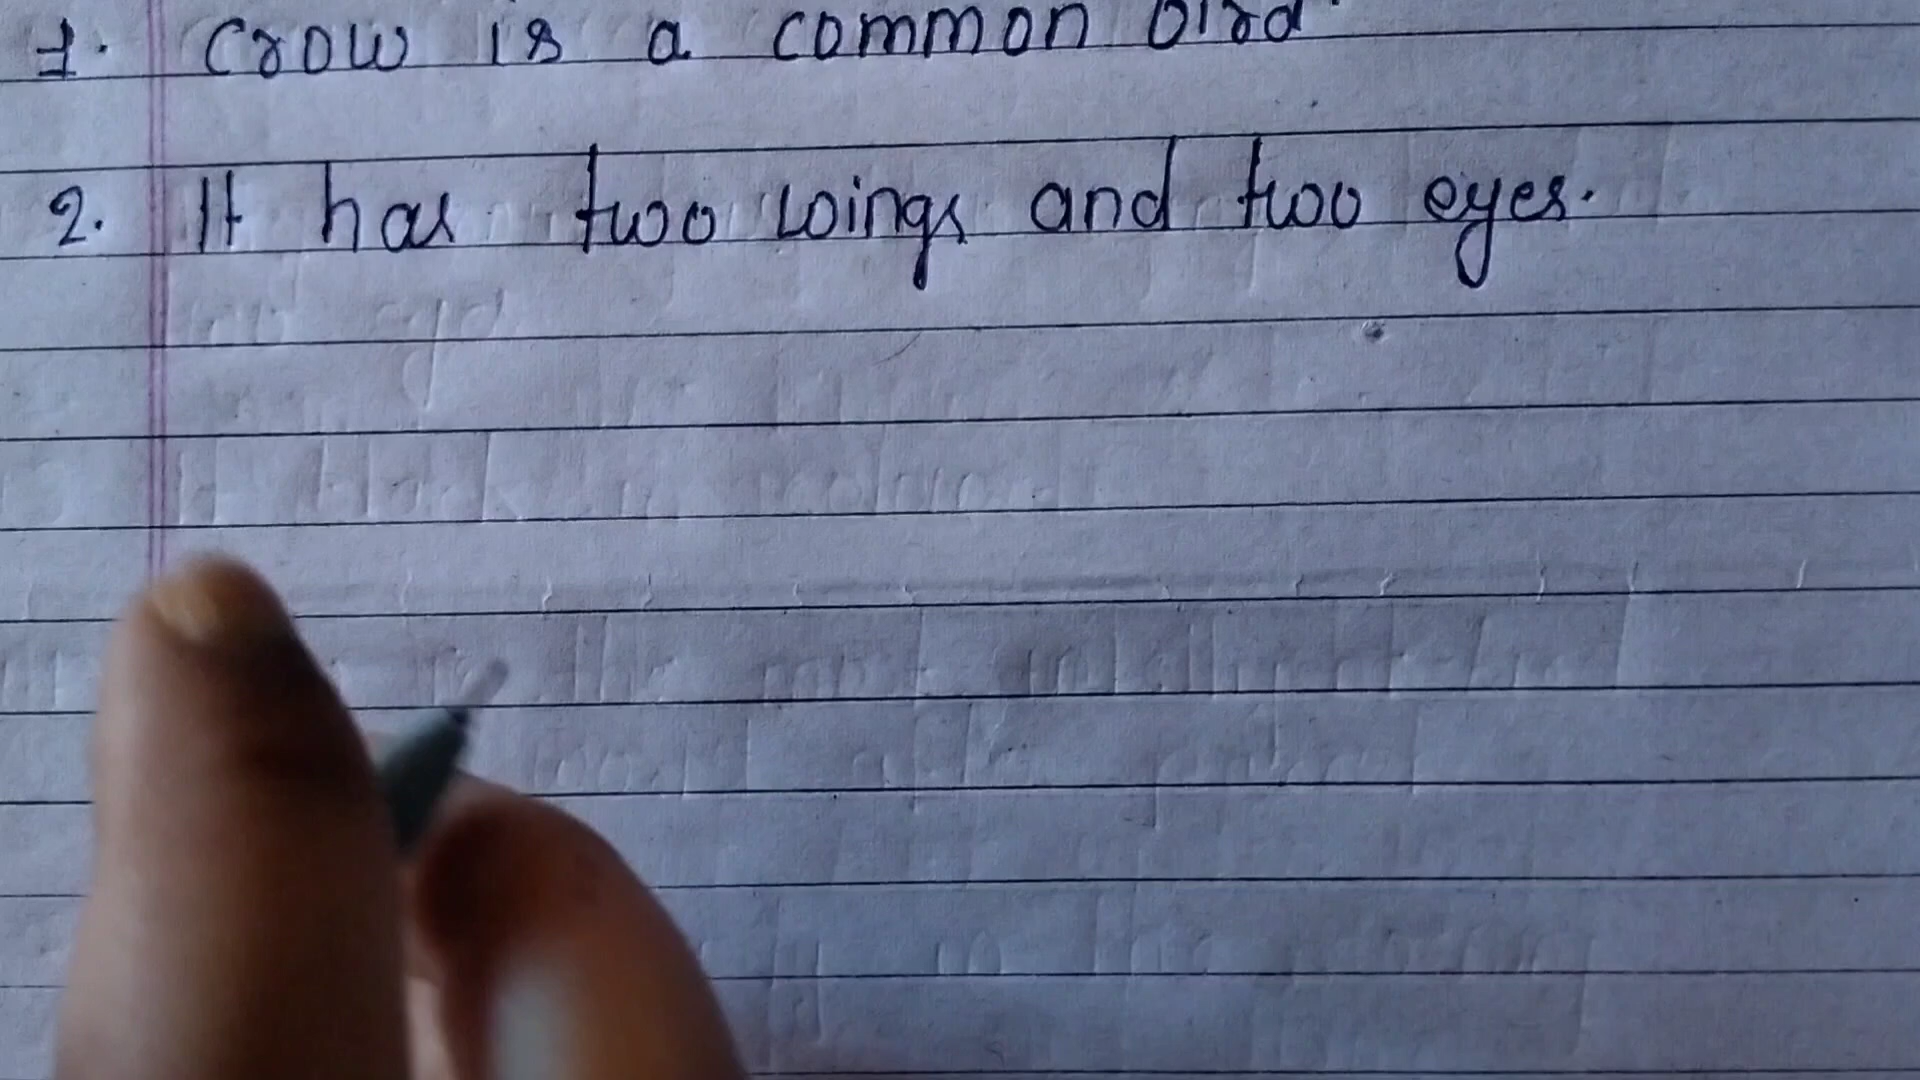 1. Crow is a common bird.
2. It has two wings and two eyes.